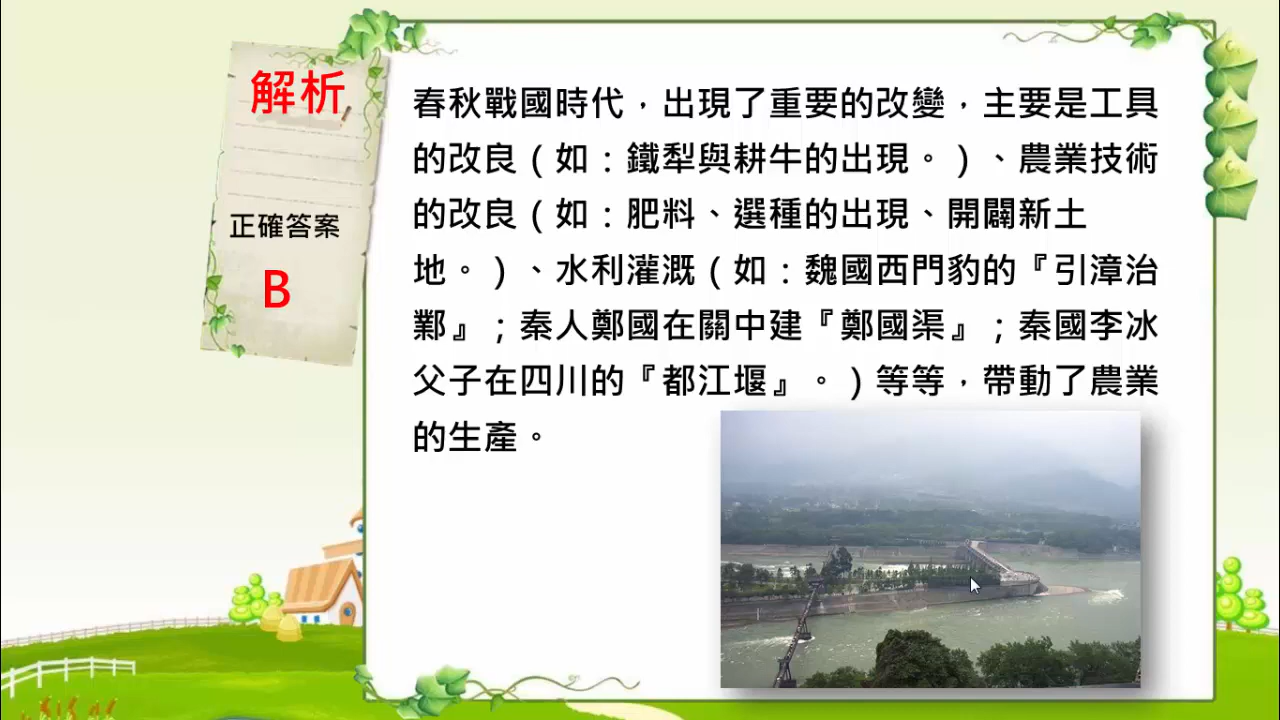 解析
正確答案
B
春秋戰國時代，出現了重要的改變，主要是工具
的改良（如：鐵犁與耕牛的出現。）、農業技術
的改良（如：肥料、選種的出現、開闢新土
地。）、水利灌溉（如：魏國西門豹的『引漳治
鄴』；秦人鄭國在關中建『鄭國渠』；秦國李冰
父子在四川的『都江堰』。）等等，帶動了農業
的生產。